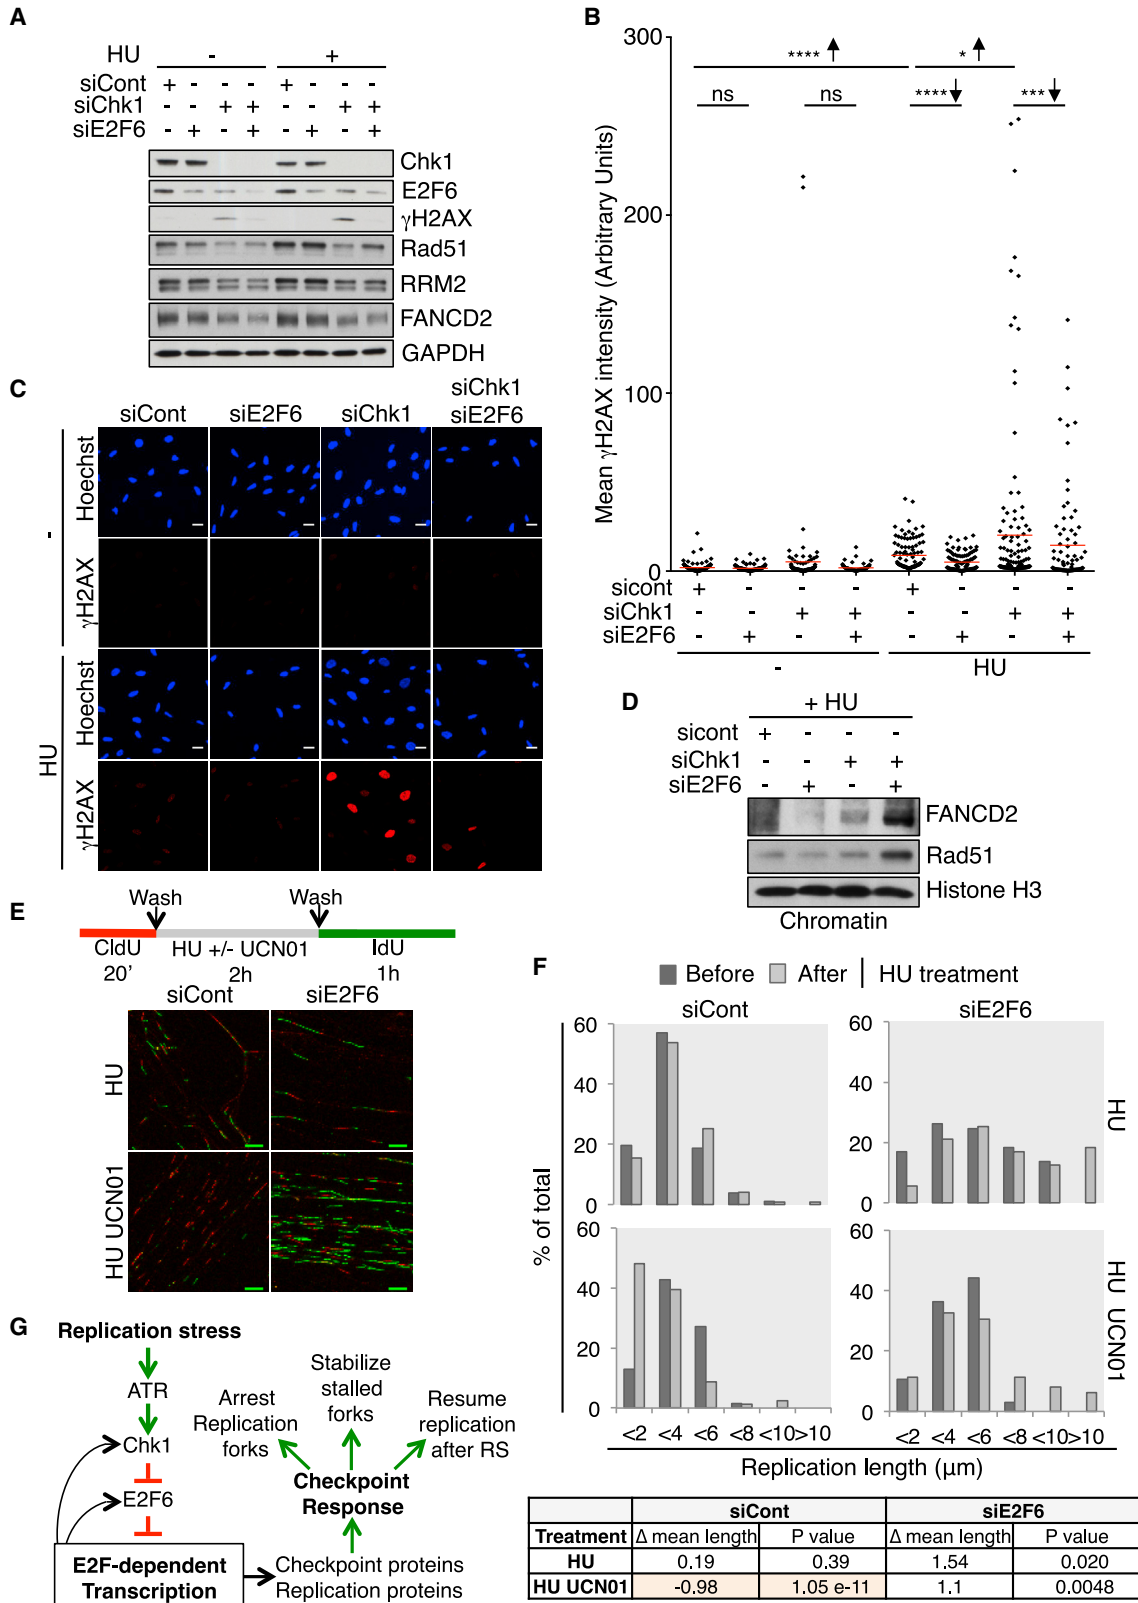 A
HU - +
siCont + - - - + - - -
siChk1 - - + + - - + +
siE2F6 - + - + - + - +
Chk1
E2F6
γH2AX
Rad51
RRM2
FANCD2
GAPDH
B
Mean γH2AX intensity (Arbitrary Units)
300
200
100
0
**** *
ns ns **** ***
sicont + - - - + - - -
siChk1 - - + + - - + +
siE2F6 - + - + - + - +
- HU
C
siCont siE2F6 siChk1 siChk1 siE2F6
-
Hoechst
γH2AX
HU
Hoechst
γH2AX
D
+ HU
sicont + - - -
siChk1 - - + +
siE2F6 - + - +
FANCD2
Rad51
Histone H3
Chromatin
E
Wash Wash
CldU HU +/- UCN01 IdU
20' 2h 1h
siCont siE2F6
HU
HU UCN01
F
Before After HU treatment
siCont siE2F6
% of total
60 60
40 40
20 20
0 0
HU
60 60
40 40
20 20
0 0
HU UCN01
<2 <4 <6 <8 <10 >10 <2 <4 <6 <8 <10 >10
Replication length (μm)
siCont siE2F6
Treatment Δ mean length P value Δ mean length P value
HU 0.19 0.39 1.54 0.020
HU UCN01 -0.98 1.05 e-11 1.1 0.0048
G
Replication stress
ATR
Chk1
E2F6
E2F-dependent
Transcription
Arrest
Replication
forks
Stabilize
stalled
forks
Resume
replication
after RS
Checkpoint
Response
Checkpoint proteins
Replication proteins